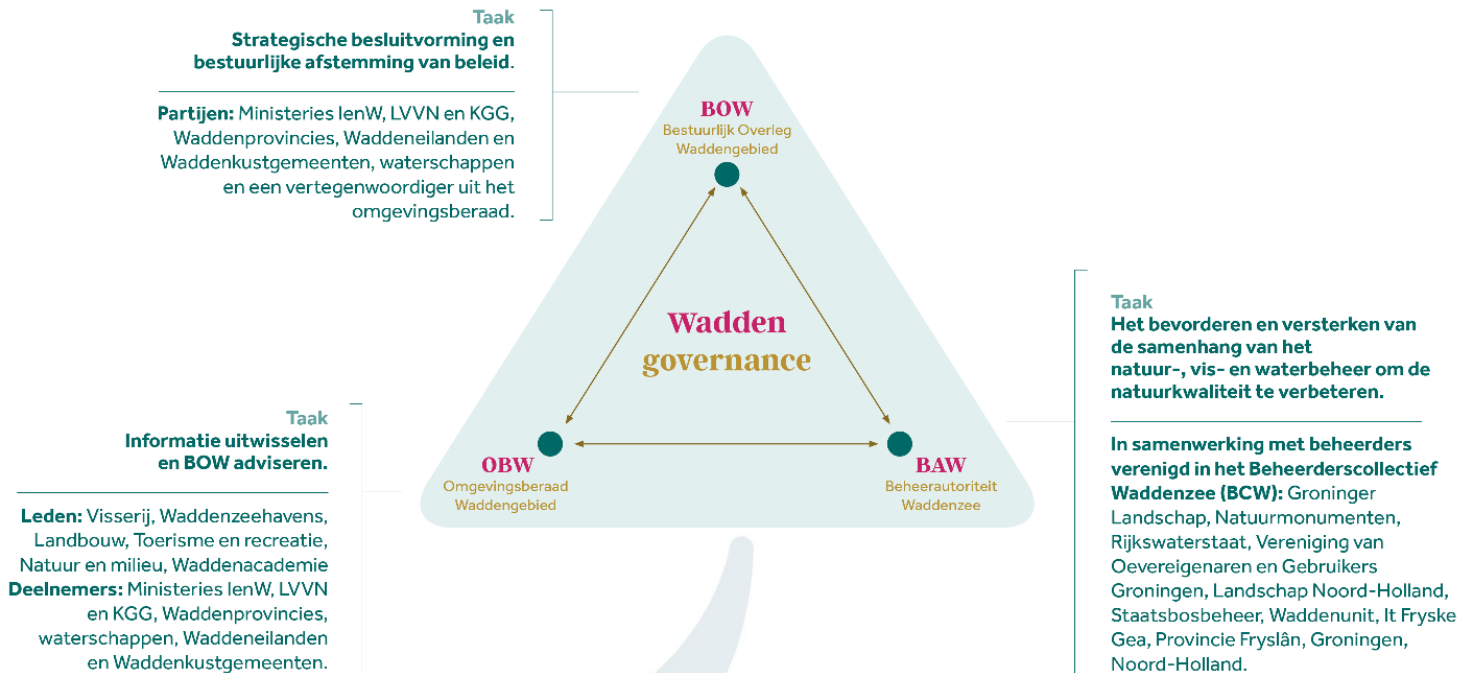 Taak
Strategische besluitvorming en
bestuurlijke afstemming van beleid.
Partijen: Ministeries IenW, LVVN en KGG,
Waddenprovincies, Waddeneilanden en
Waddenkustgemeenten, waterschappen
en een vertegenwoordiger uit het
omgevingsberaad.
BOW
Bestuurlijk Overleg
Waddengebied
Wadden
governance
Taak
Informatie uitwisselen
en BOW adviseren.
Leden: Visserij, Waddenzeehavens,
Landbouw, Toerisme en recreatie,
Natuur en milieu, Waddenacademie
Deelnemers: Ministeries IenW, LVVN
en KGG, Waddenprovincies,
waterschappen, Waddeneilanden
en Waddenkustgemeenten.
OBW
Omgevingsberaad
Waddengebied
BAW
Beheerautoriteit
Waddenzee
Taak
Het bevorderen en versterken van
de samenhang van het
natuur-, vis- en waterbeheer om de
natuurkwaliteit te verbeteren.
In samenwerking met beheerders
verenigd in het Beheerderscollectief
Waddenzee (BCW): Groninger
Landschap, Natuurmonumenten,
Rijkswaterstaat, Vereniging van
Oevereigenaren en Gebruikers
Groningen, Landschap Noord-Holland,
Staatsbosbeheer, Waddenunit, It Fryske
Gea, Provincie Fryslân, Groningen,
Noord-Holland.